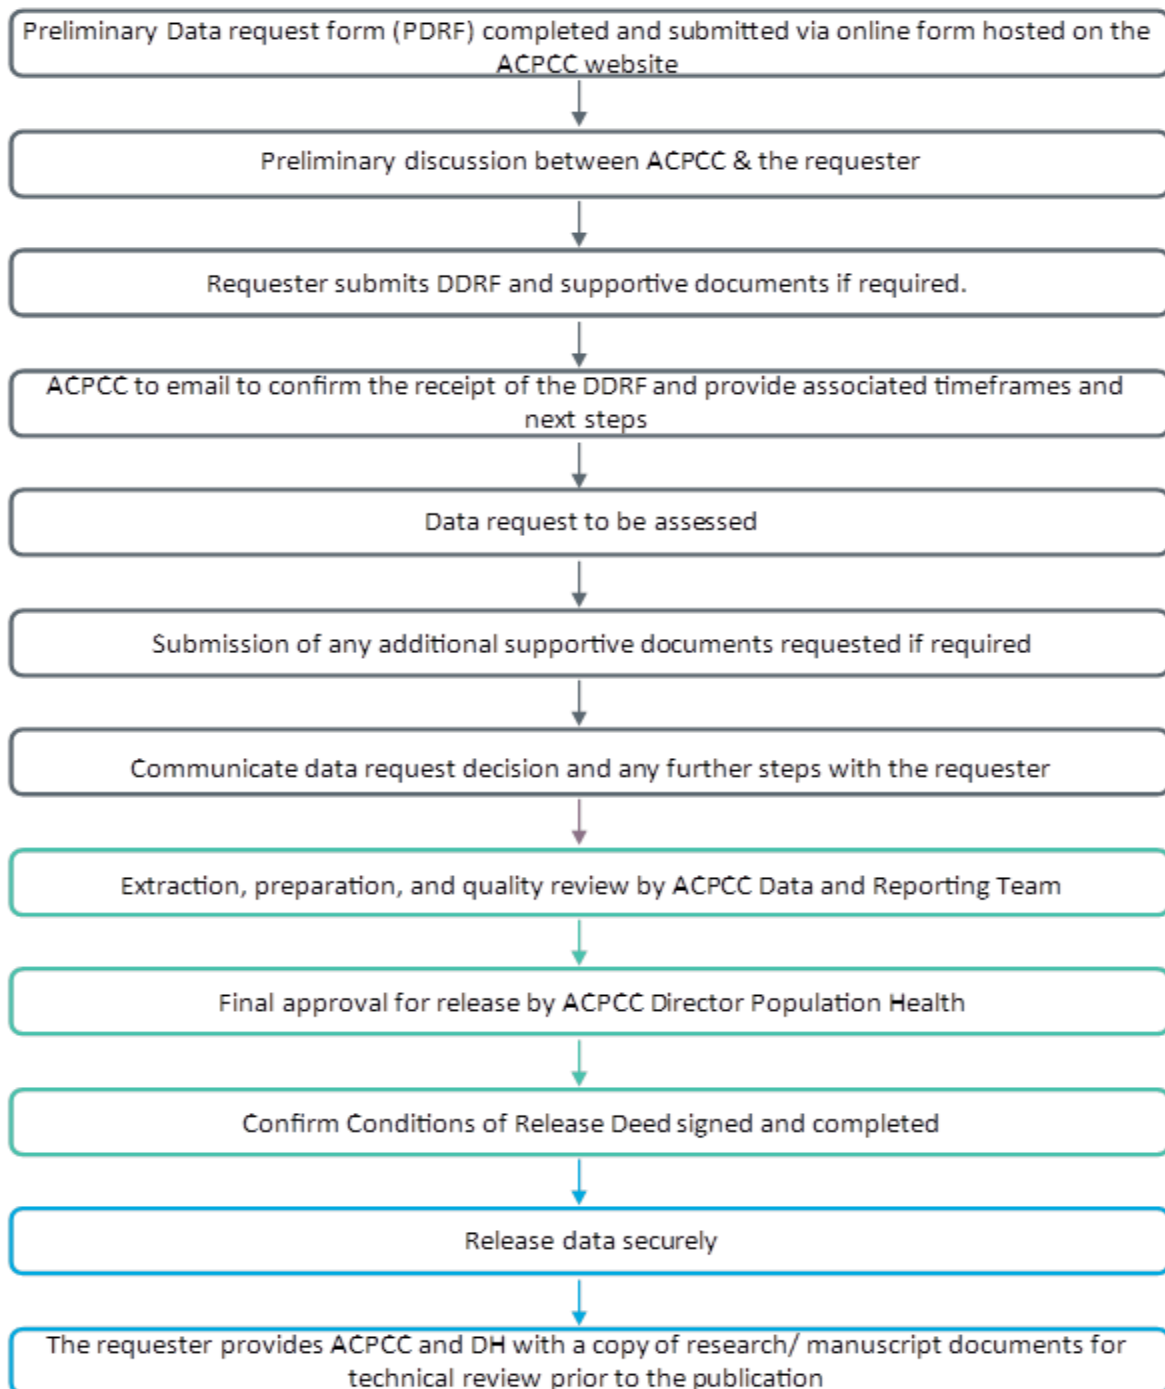 Preliminary Data request form (PDRF) completed and submitted via online form hosted on the
ACPCC website
Preliminary discussion between ACPCC & the requester
Requester submits DDRF and supportive documents if required.
ACPCC to email to confirm the receipt of the DDRF and provide associated timeframes and
next steps
Data request to be assessed
Submission of any additional supportive documents requested if required
Communicate data request decision and any further steps with the requester
Extraction, preparation, and quality review by ACPCC Data and Reporting Team
Final approval for release by ACPCC Director Population Health
Confirm Conditions of Release Deed signed and completed
Release data securely
The requester provides ACPCC and DH with a copy of research/ manuscript documents for
technical review prior to the publication